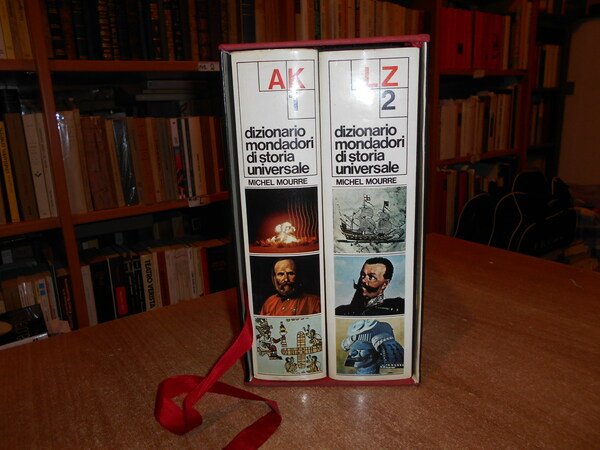 AK
1
dizionario
mondadori
di storia
universale
MICHEL MOURRE
LZ
2
dizionario
mondadori
di storia
universale
MICHEL MOURRE